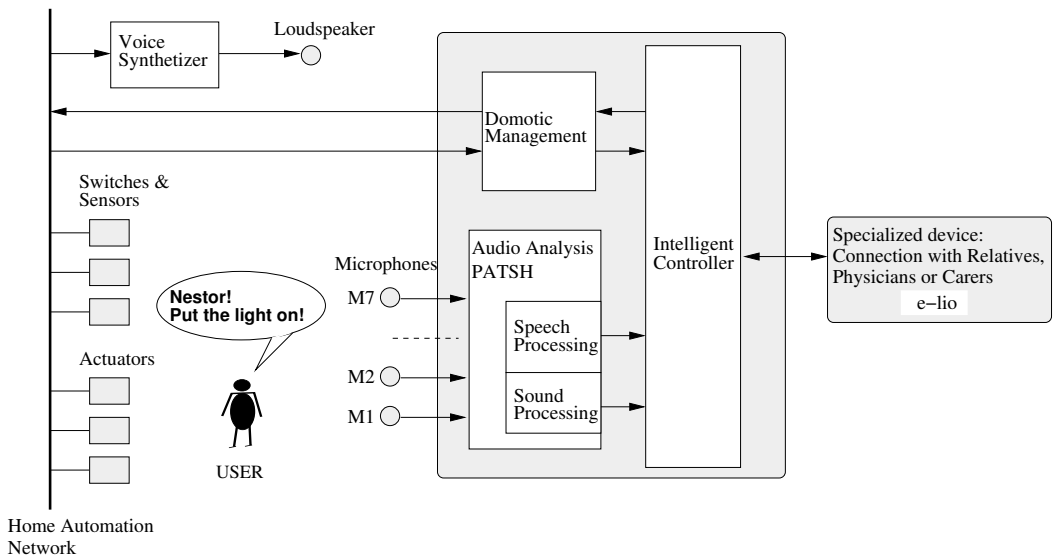 Voice
Synthetizer
Loudspeaker
Domotic
Management
Switches &
Sensors
Audio Analysis
PATSH
Intelligent
Controller
Specialized device:
Connection with Relatives,
Physicians or Carers
e−lio
Microphones
M7
Nestor!
Put the light on!
Speech
Processing
Actuators
M2
Sound
Processing
M1
USER
Home Automation
Network